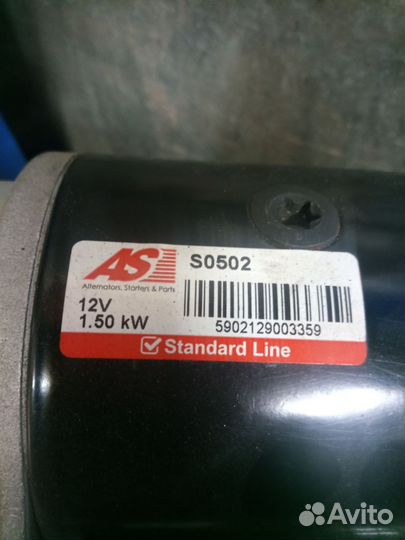 AS
S0502
Alternators, Starters & Parts
12V
1.50 kW
5902129003359
Standard Line
Avito